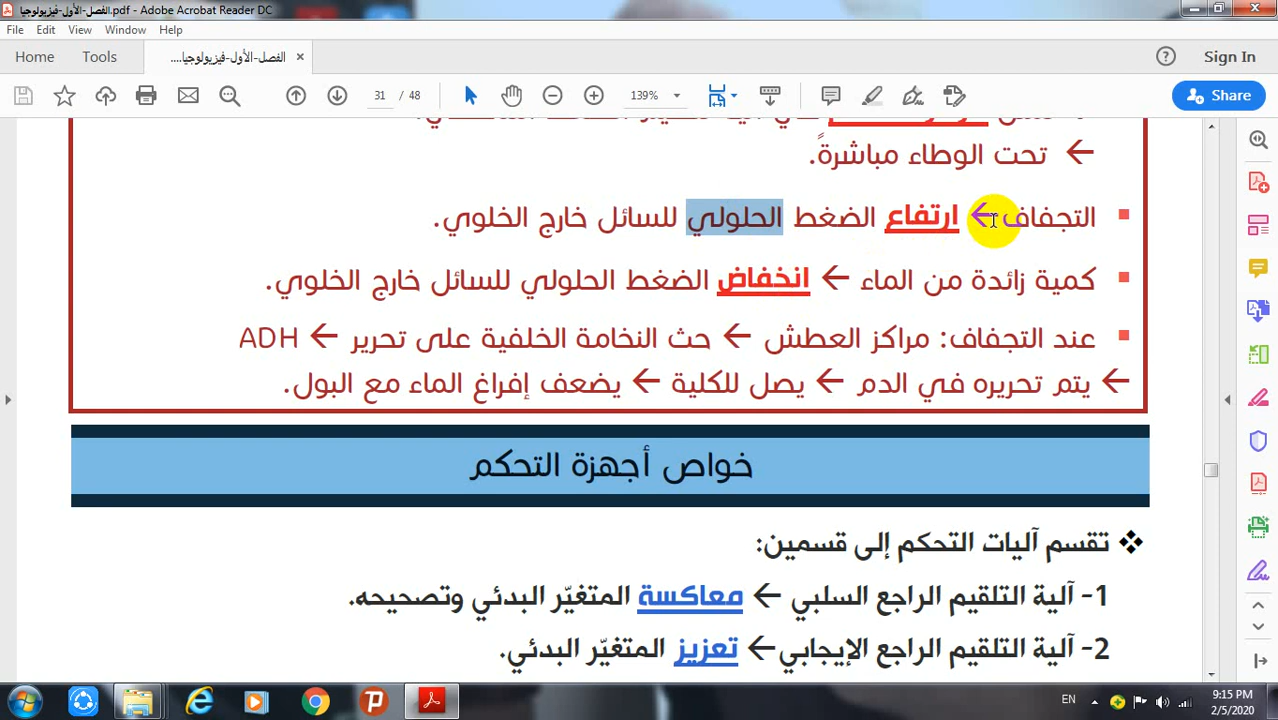 الفصل-الأول-فيزيولوجيا.pdf - Adobe Acrobat Reader DC
File Edit View Window Help
Home Tools الفصل-الأول-فيزيولوجيا.... × Sign In
31 / 48 139% Share
← تحت الوطاء مباشرةً.
التجفاف ← ارتفاع الضغط الحلولي للسائل خارج الخلوي.
كمية زائدة من الماء ← انخفاض الضغط الحلولي للسائل خارج الخلوي.
عند التجفاف: مراكز العطش ← حث النخامة الخلفية على تحرير ← ADH
← يتم تحريره في الدم ← يصل للكلية ← يضعف إفراغ الماء مع البول.
خواص أجهزة التحكم
❖ تقسم آليات التحكم إلى قسمين:
1- آلية التلقيم الراجع السلبي ← معاكسة المتغيّر البدئي وتصحيحه.
2- آلية التلقيم الراجع الإيجابي← تعزيز المتغيّر البدئي.
EN 9:15 PM
2/5/2020